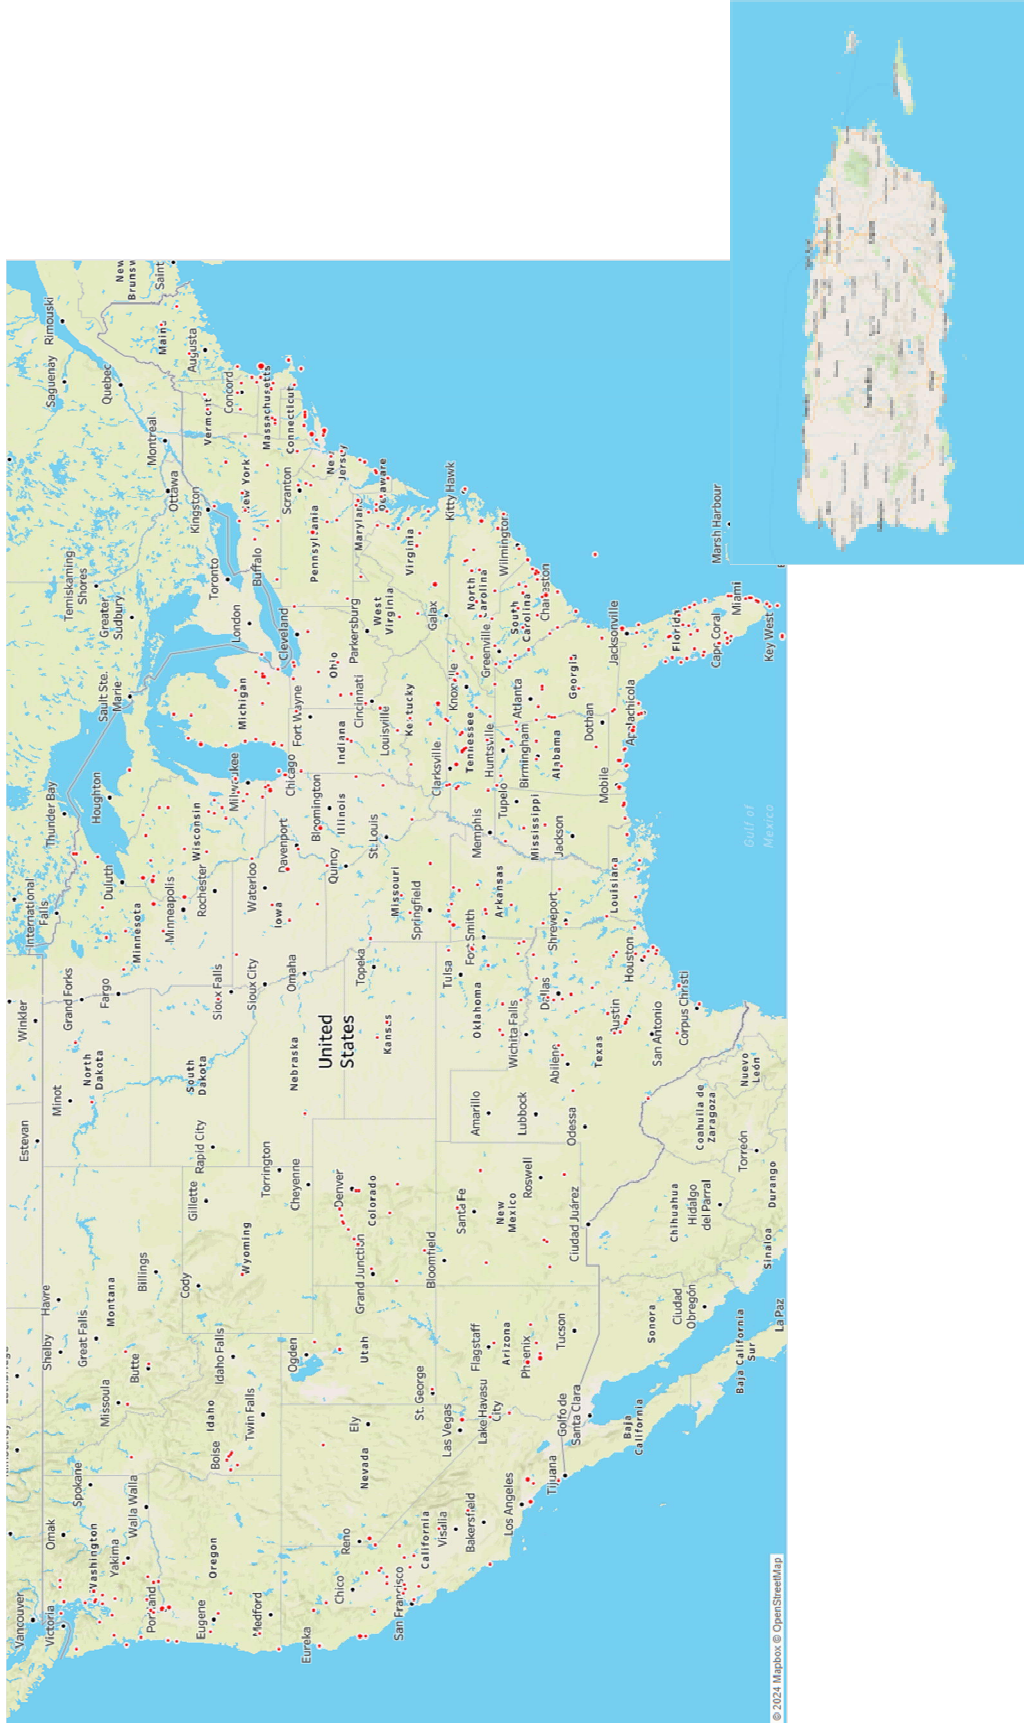 Vancouver
Victoria
Omak
Shelby
Havre
Estevan
Minot
Winkler
Grand Forks
International
Falls
Thunder Bay
Temiskaming
Shores
Saguenay
Rimouski
New
Brunsw
Washington
Yakima
Spokane
Walla Walla
Missoula
Great Falls
Butte
Montana
Billings
North
Dakota
Fargo
Duluth
Houghton
Sault Ste.
Marie
Greater
Sudbury
Quebec
Montreal
Ottawa
Maine
Saint
Portland
Eugene
Medford
Oregon
Boise
Idaho
Twin Falls
Idaho Falls
Cody
Gillette
Wyoming
Rapid City
South
Dakota
Sioux Falls
Minnesota
Minneapolis
Rochester
Wisconsin
Milwaukee
Michigan
London
Toronto
Kingston
Buffalo
New York
Vermont
Concord
Augusta
Massachusetts
Connecticut
Eureka
Chico
Reno
Nevada
Ely
Ogden
Utah
Torrington
Cheyenne
Nebraska
Sioux City
Omaha
Waterloo
Iowa
Davenport
Chicago
Fort Wayne
Cleveland
Ohio
Pennsylvania
Scranton
New
Jersey
San Francisco
California
Visalia
Bakersfield
St. George
Las Vegas
Grand Junction
Denver
Colorado
United
States
Kansas
Topeka
Quincy
Bloomington
Illinois
St. Louis
Missouri
Springfield
Indiana
Cincinnati
Louisville
Kentucky
Parkersburg
West
Virginia
Maryland
Delaware
Virginia
Los Angeles
Tijuana
Lake Havasu
City
Flagstaff
Arizona
Phoenix
Tucson
Bloomfield
Santa Fe
New
Mexico
Roswell
Amarillo
Lubbock
Oklahoma
Tulsa
Wichita Falls
Fort Smith
Arkansas
Memphis
Clarksville
Tennessee
Knoxville
Huntsville
Galax
Greenville
North
Carolina
Kitty Hawk
Golfo de
Santa Clara
Baja
California
Ciudad Juárez
Odessa
Abilene
Texas
Dallas
Shreveport
Tupelo
Mississippi
Jackson
Birmingham
Alabama
Atlanta
Georgia
South
Carolina
Charleston
Wilmington
Sonora
Ciudad
Obregón
Chihuahua
Hidalgo
del Parral
Coahuila de
Zaragoza
San Antonio
Austin
Corpus Christi
Houston
Louisiana
Mobile
Dothan
Apalachicola
Jacksonville
Florida
Cape Coral
Miami
Key West
Marsh Harbour
Baja California
Sur
La Paz
Sinaloa
Durango
Torreón
Nuevo
León
Gulf of
Mexico
© 2024 Mapbox © OpenStreetMap